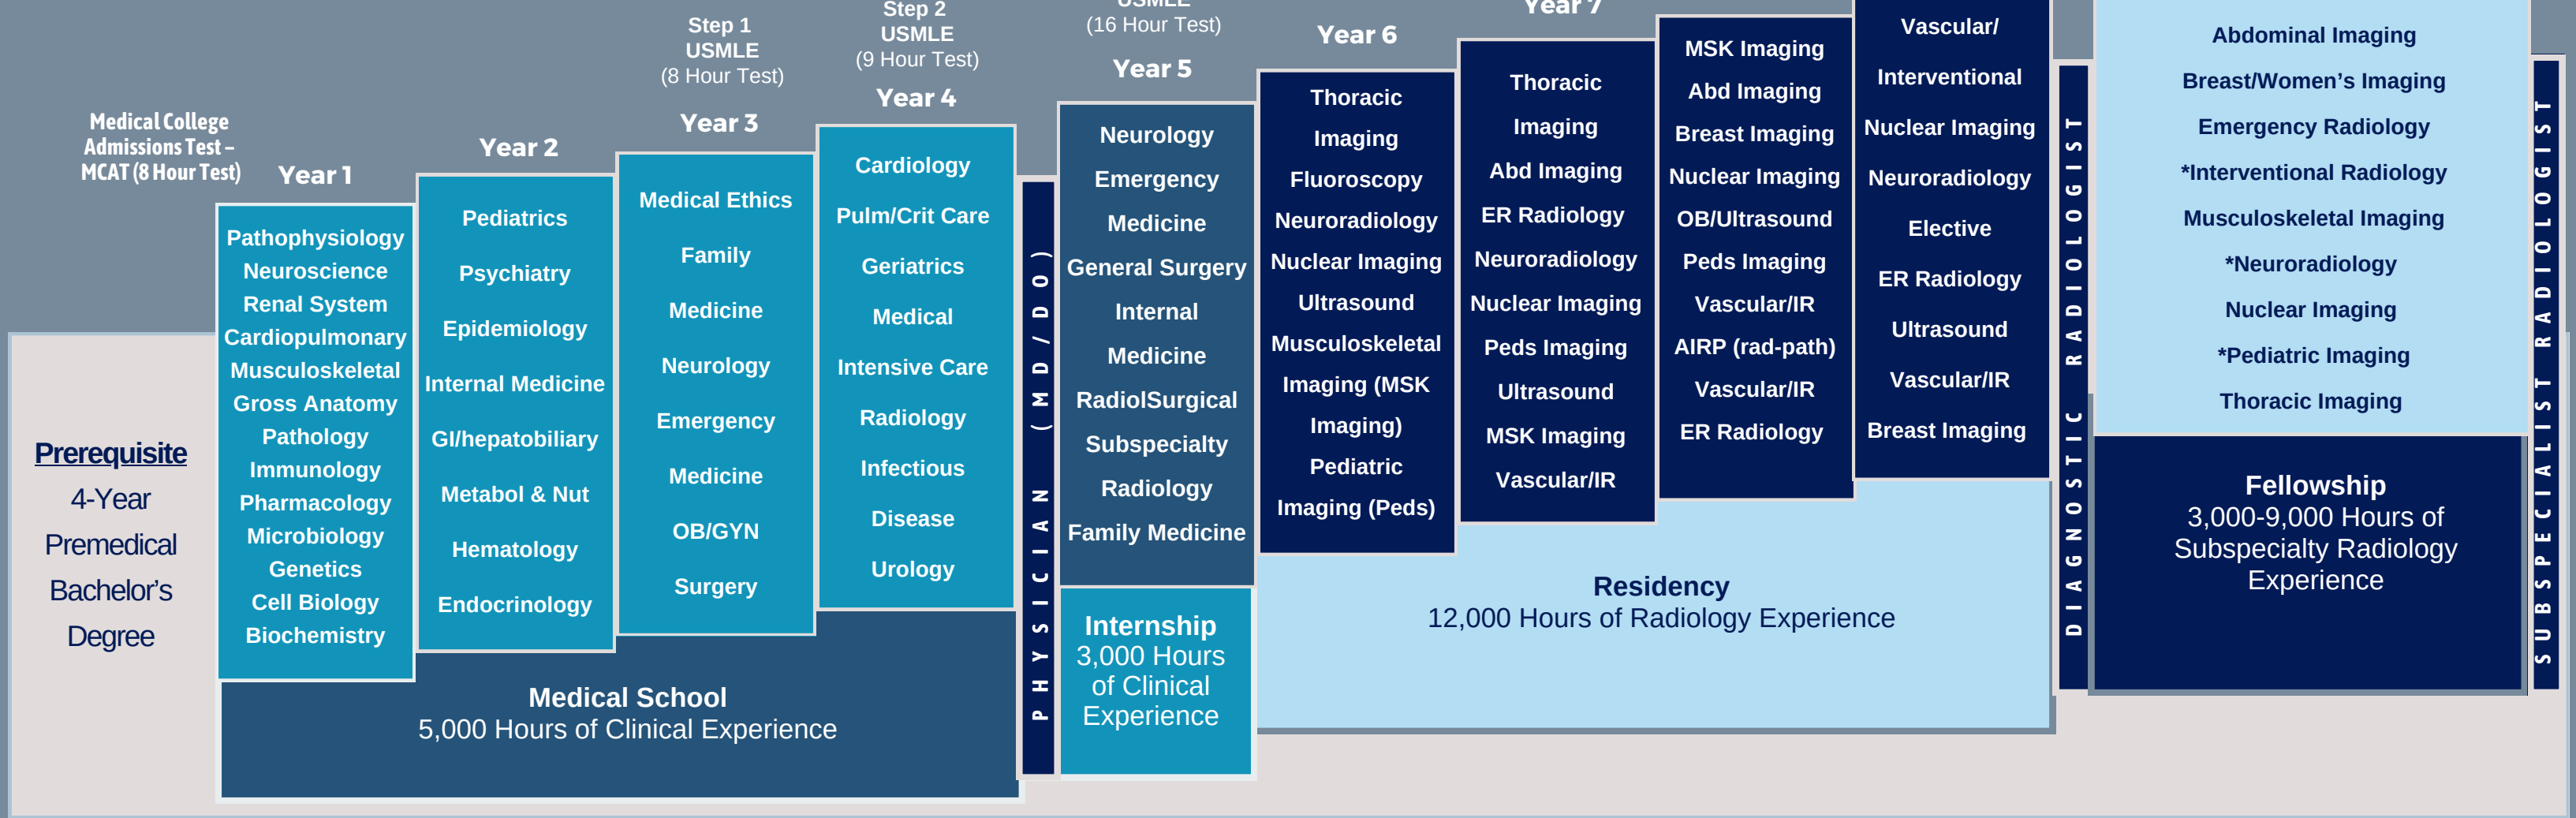 Prerequisite
4-Year
Premedical
Bachelor's
Degree
Medical College
Admissions Test –
MCAT (8 Hour Test)
Year 1
Pathophysiology
Neuroscience
Renal System
Cardiopulmonary
Musculoskeletal
Gross Anatomy
Pathology
Immunology
Pharmacology
Microbiology
Genetics
Cell Biology
Biochemistry
Year 2
Pediatrics
Psychiatry
Epidemiology
Internal Medicine
GI/hepatobiliary
Metabol & Nut
Hematology
Endocrinology
Step 1
USMLE
(8 Hour Test)
Year 3
Medical Ethics
Family
Medicine
Neurology
Emergency
Medicine
OB/GYN
Surgery
Step 2
USMLE
(9 Hour Test)
Year 4
Cardiology
Pulm/Crit Care
Geriatrics
Medical
Intensive Care
Radiology
Infectious
Disease
Urology
Medical School
5,000 Hours of Clinical Experience
PHYSICIAN (MD/DO)
USMLE
(16 Hour Test)
Year 5
Neurology
Emergency
Medicine
General Surgery
Internal
Medicine
RadiolSurgical
Subspecialty
Radiology
Family Medicine
Internship
3,000 Hours
of Clinical
Experience
Year 6
Thoracic
Imaging
Fluoroscopy
Neuroradiology
Nuclear Imaging
Ultrasound
Musculoskeletal
Imaging (MSK
Imaging)
Pediatric
Imaging (Peds)
Year 7
Thoracic
Imaging
Abd Imaging
ER Radiology
Neuroradiology
Nuclear Imaging
Peds Imaging
Ultrasound
MSK Imaging
Vascular/IR
MSK Imaging
Abd Imaging
Breast Imaging
Nuclear Imaging
OB/Ultrasound
Peds Imaging
Vascular/IR
AIRP (rad-path)
Vascular/IR
ER Radiology
Vascular/
Interventional
Nuclear Imaging
Neuroradiology
Elective
ER Radiology
Ultrasound
Vascular/IR
Breast Imaging
Residency
12,000 Hours of Radiology Experience
DIAGNOSTIC RADIOLOGIST
Abdominal Imaging
Breast/Women’s Imaging
Emergency Radiology
*Interventional Radiology
Musculoskeletal Imaging
*Neuroradiology
Nuclear Imaging
*Pediatric Imaging
Thoracic Imaging
Fellowship
3,000-9,000 Hours of
Subspecialty Radiology
Experience
SUBSPECIALIST RADIOLOGIST